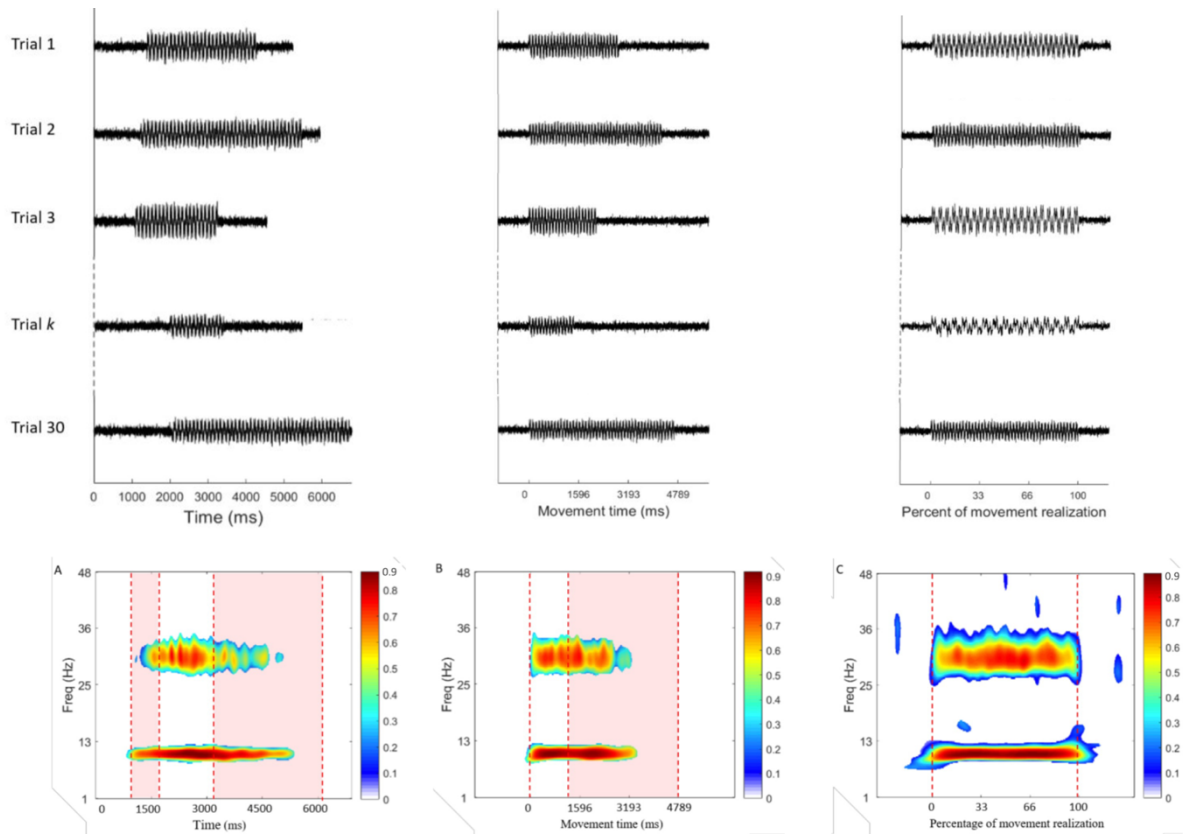 Trial 1
Trial 2
Trial 3
Trial k
Trial 30
0 1000 2000 3000 4000 5000 6000
Time (ms)
0 1596 3193 4789
Movement time (ms)
0 33 66 100
Percent of movement realization
A
48
36
25
13
1
Freq (Hz)
0 1500 3000 4500 6000
Time (ms)
0.9
0.8
0.7
0.6
0.5
0.4
0.3
0.2
0.1
0
B
48
36
25
13
1
Freq (Hz)
0 1596 3193 4789
Movement time (ms)
0.9
0.8
0.7
0.6
0.5
0.4
0.3
0.2
0.1
0
C
48
36
25
13
1
Freq (Hz)
0 33 66 100
Percentage of movement realization
0.9
0.8
0.7
0.6
0.5
0.4
0.3
0.2
0.1
0